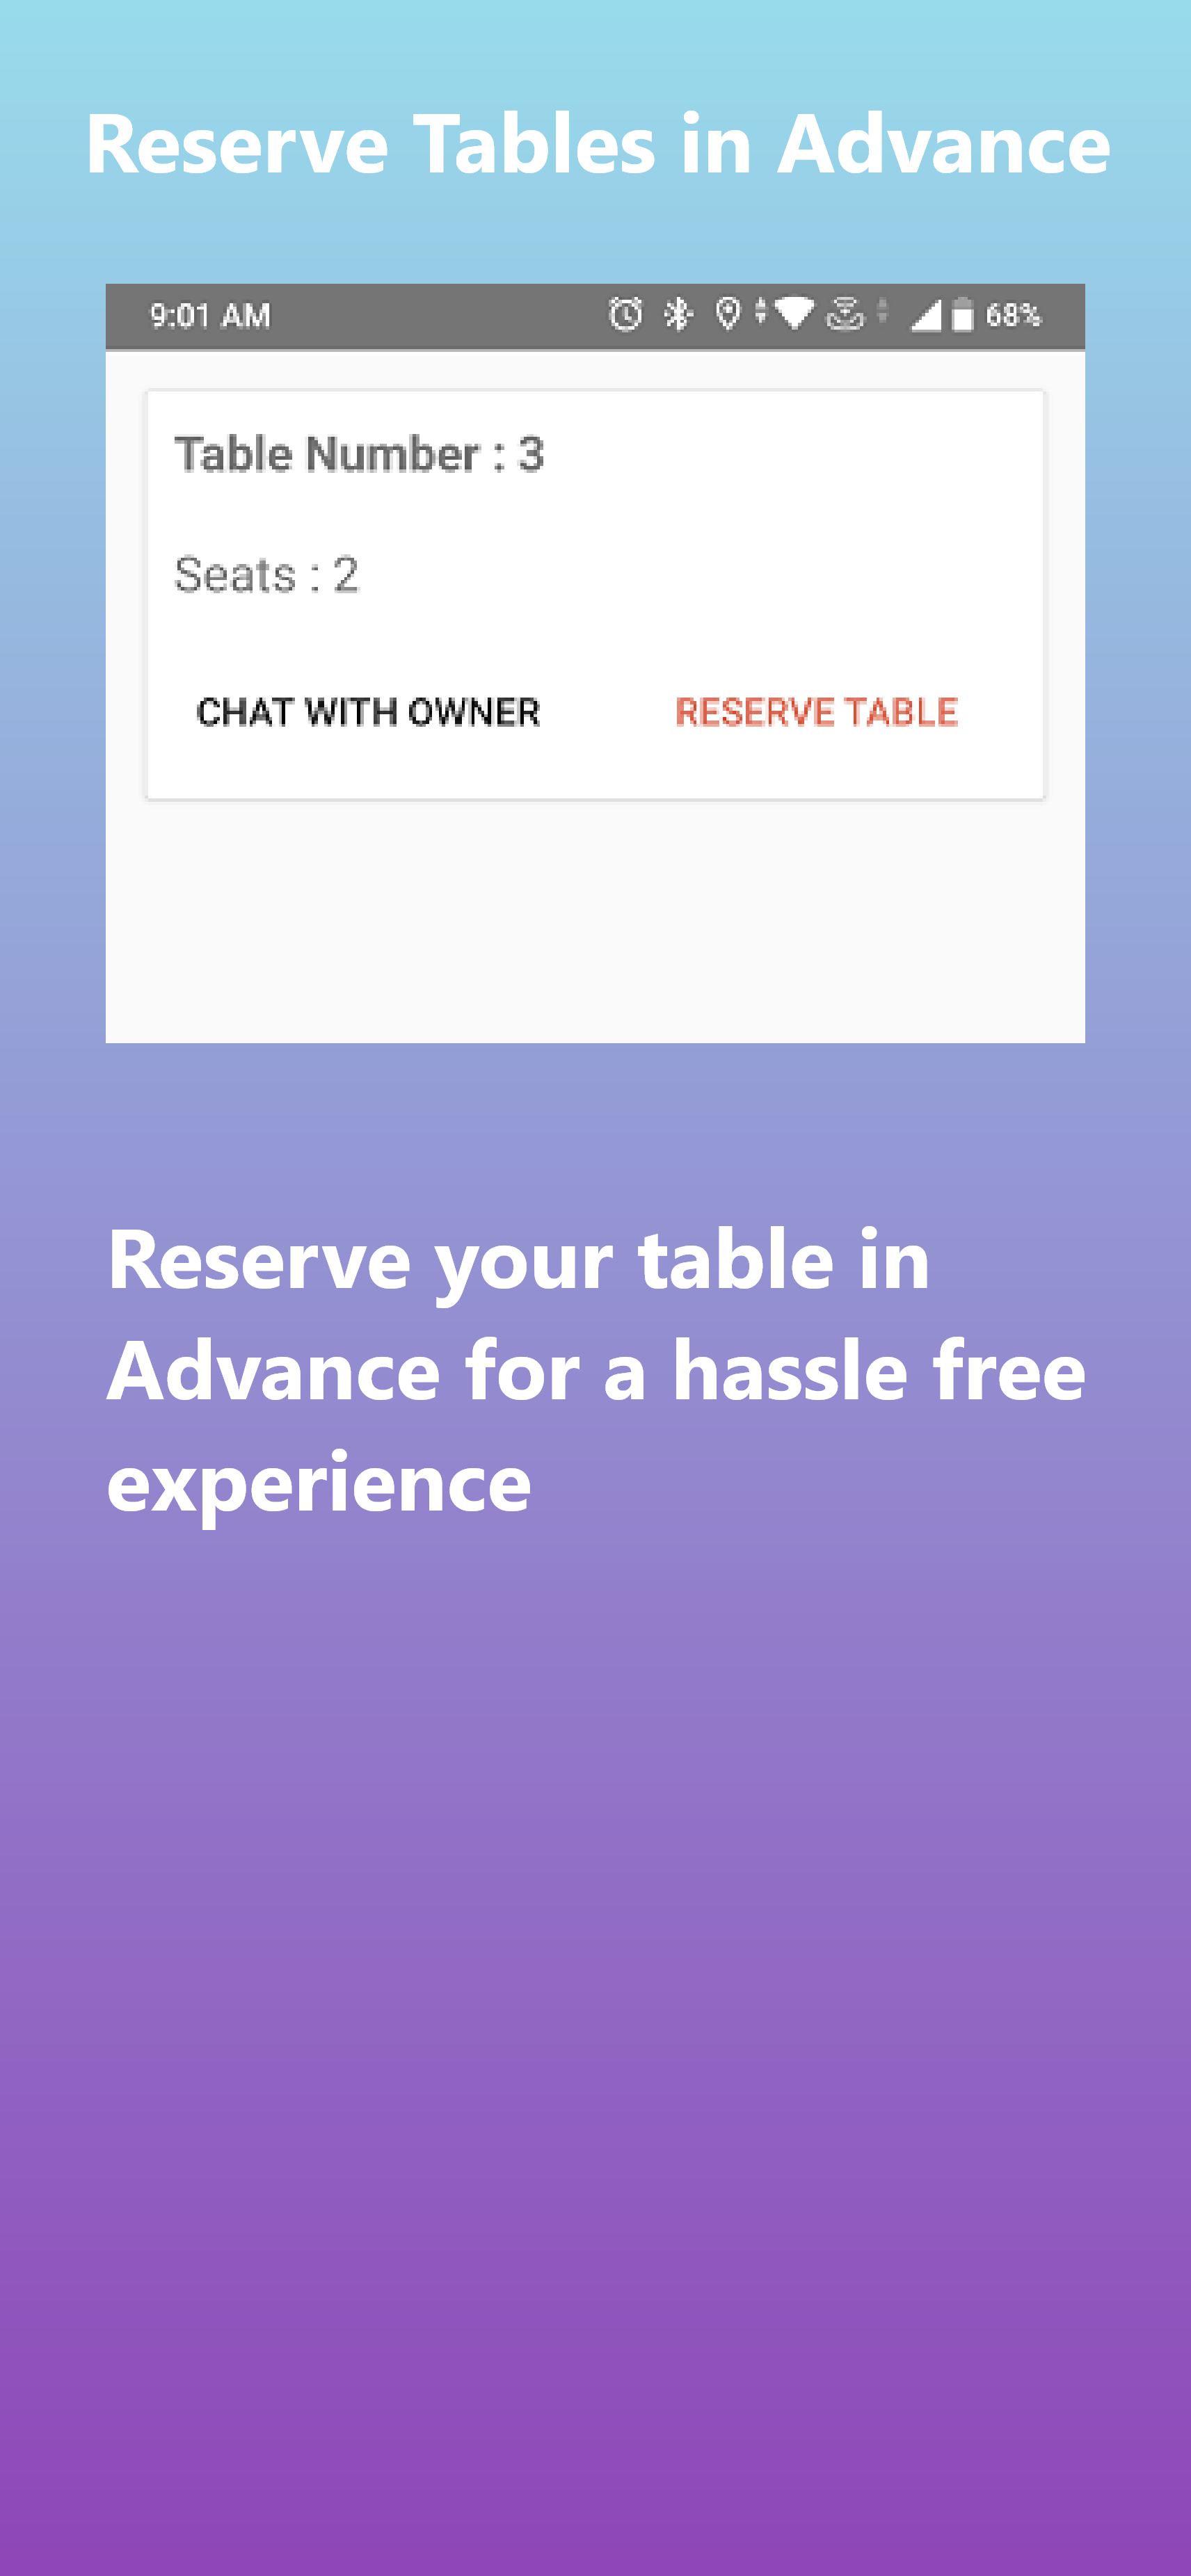 Reserve Tables in Advance
9:01 AM 68%
Table Number : 3
Seats : 2
CHAT WITH OWNER RESERVE TABLE
Reserve your table in
Advance for a hassle free
experience